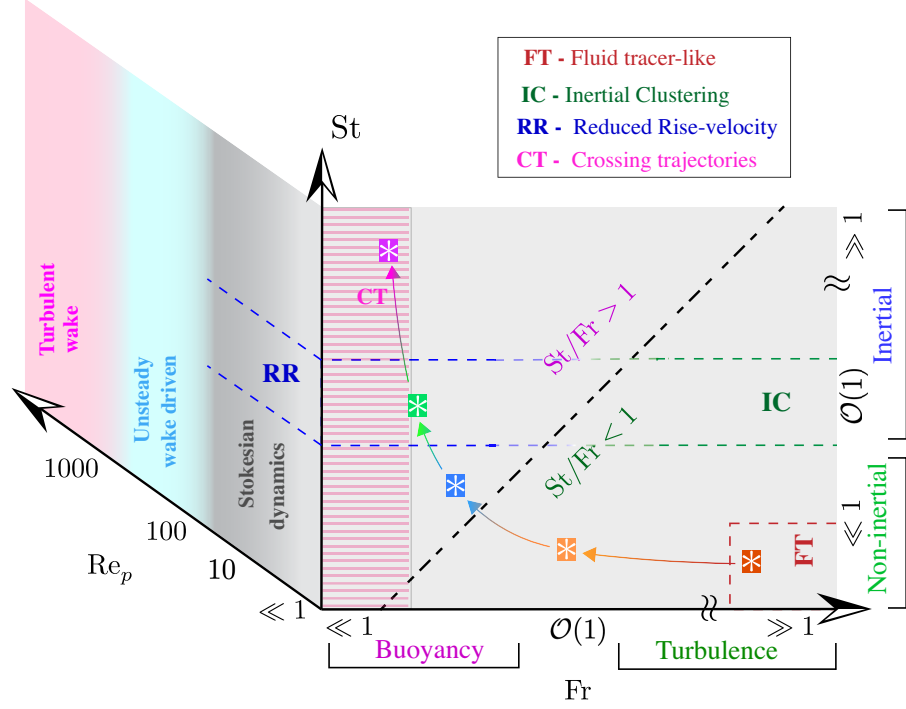 FT - Fluid tracer-like
IC - Inertial Clustering
RR - Reduced Rise-velocity
CT - Crossing trajectories
St
≫ 1
≈
Inertial
O(1)
≪ 1
Non-inertial
CT
St/Fr > 1
RR
IC
St/Fr < 1
FT
Turbulent
wake
Unsteady
wake driven
Stokesian
dynamics
1000
100
10
≪ 1
Re_p
≪ 1
O(1)
≈
≫ 1
Buoyancy
Turbulence
Fr